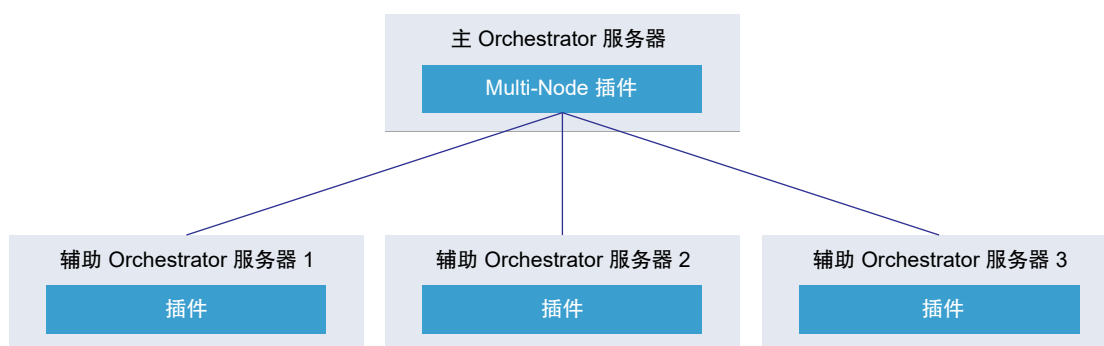 主 Orchestrator 服务器
Multi-Node 插件
辅助 Orchestrator 服务器 1
插件
辅助 Orchestrator 服务器 2
插件
辅助 Orchestrator 服务器 3
插件